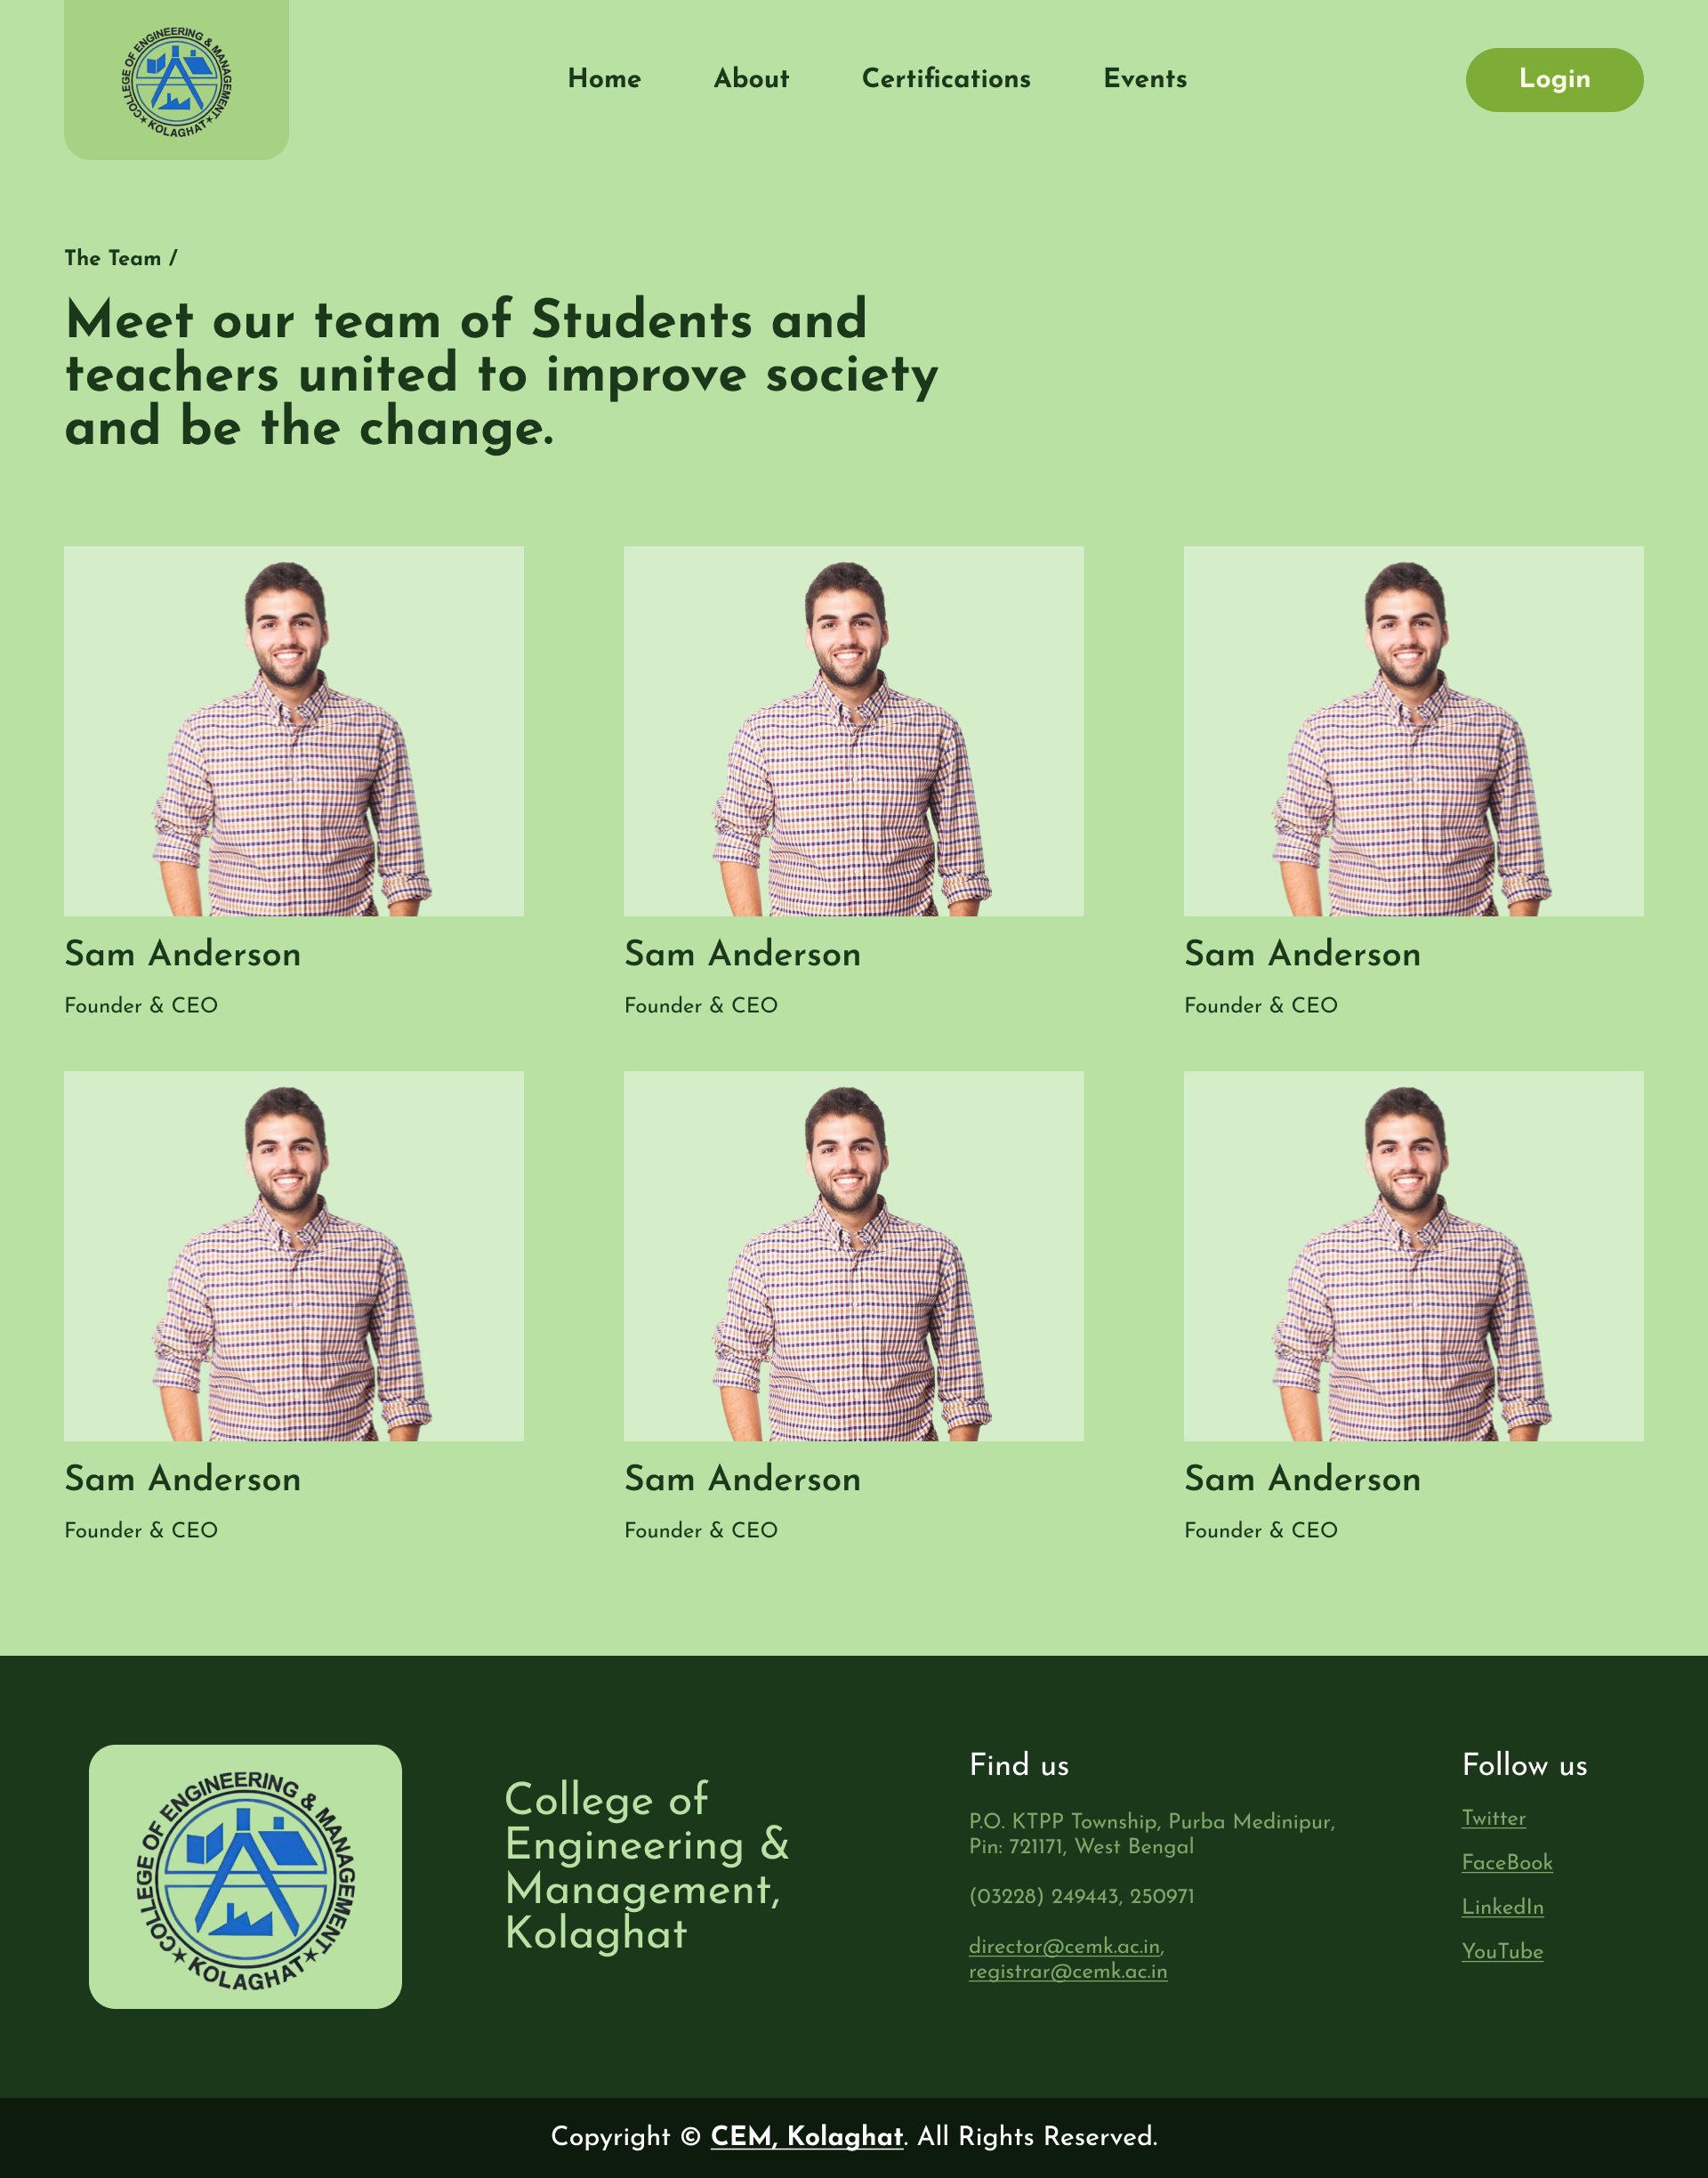 COLLEGE OF ENGINEERING & MANAGEMENT
★ KOLAGHAT ★
Home
About
Certifications
Events
Login
The Team /
Meet our team of Students and
teachers united to improve society
and be the change.
Sam Anderson
Sam Anderson
Sam Anderson
Founder & CEO
Founder & CEO
Founder & CEO
Sam Anderson
Sam Anderson
Sam Anderson
Founder & CEO
Founder & CEO
Founder & CEO
COLLEGE OF ENGINEERING & MANAGEMENT
★ KOLAGHAT ★
College of
Engineering &
Management,
Kolaghat
Find us
P.O. KTPP Township, Purba Medinipur,
Pin: 721171, West Bengal
(03228) 249443, 250971
director@cemk.ac.in,
registrar@cemk.ac.in
Follow us
Twitter
FaceBook
LinkedIn
YouTube
Copyright © CEM, Kolaghat. All Rights Reserved.